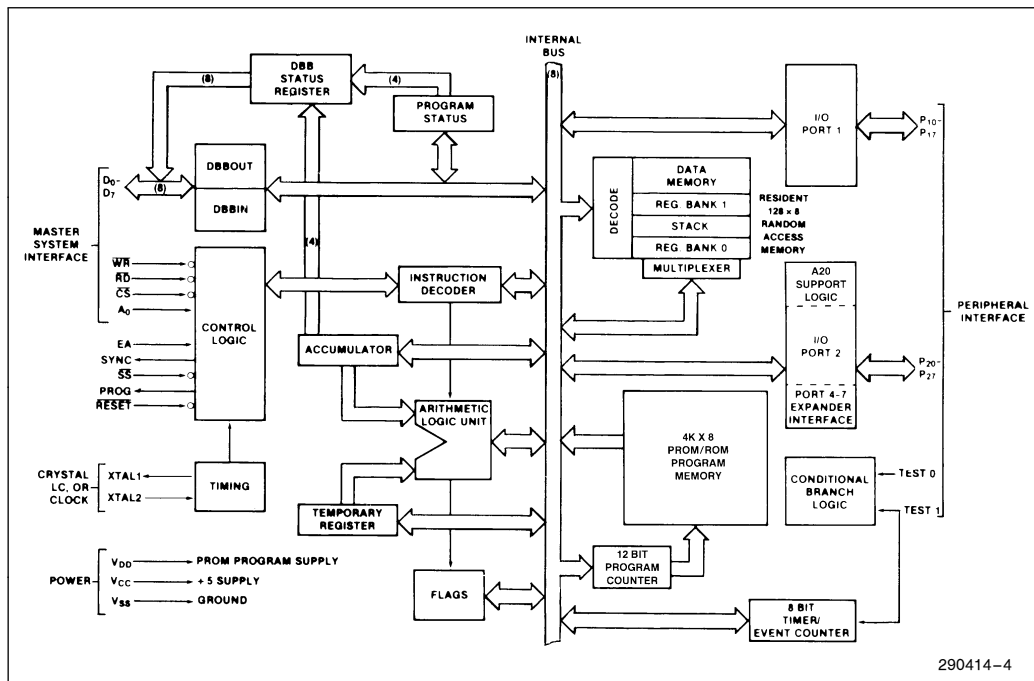 INTERNAL
BUS
(8)
DBB
STATUS
REGISTER
(8)
(4)
PROGRAM
STATUS
DBBOUT
DBBIN
D0–
D7
(8)
MASTER
SYSTEM
INTERFACE
WR
RD
CS
A0
EA
SYNC
SS
PROG
RESET
CONTROL
LOGIC
(4)
INSTRUCTION
DECODER
ACCUMULATOR
ARITHMETIC
LOGIC UNIT
TEMPORARY
REGISTER
FLAGS
CRYSTAL
LC, OR
CLOCK
XTAL1
XTAL2
TIMING
POWER
VDD
PROM PROGRAM SUPPLY
VCC
+ 5 SUPPLY
VSS
GROUND
I/O
PORT 1
P10–
P17
DECODE
DATA
MEMORY
REG. BANK 1
STACK
REG. BANK 0
MULTIPLEXER
RESIDENT
128 × 8
RANDOM
ACCESS
MEMORY
A20
SUPPORT
LOGIC
I/O
PORT 2
PORT 4-7
EXPANDER
INTERFACE
P20–
P27
PERIPHERAL
INTERFACE
4K X 8
PROM/ROM
PROGRAM
MEMORY
CONDITIONAL
BRANCH
LOGIC
TEST 0
TEST 1
12 BIT
PROGRAM
COUNTER
8 BIT
TIMER/
EVENT COUNTER
290414–4